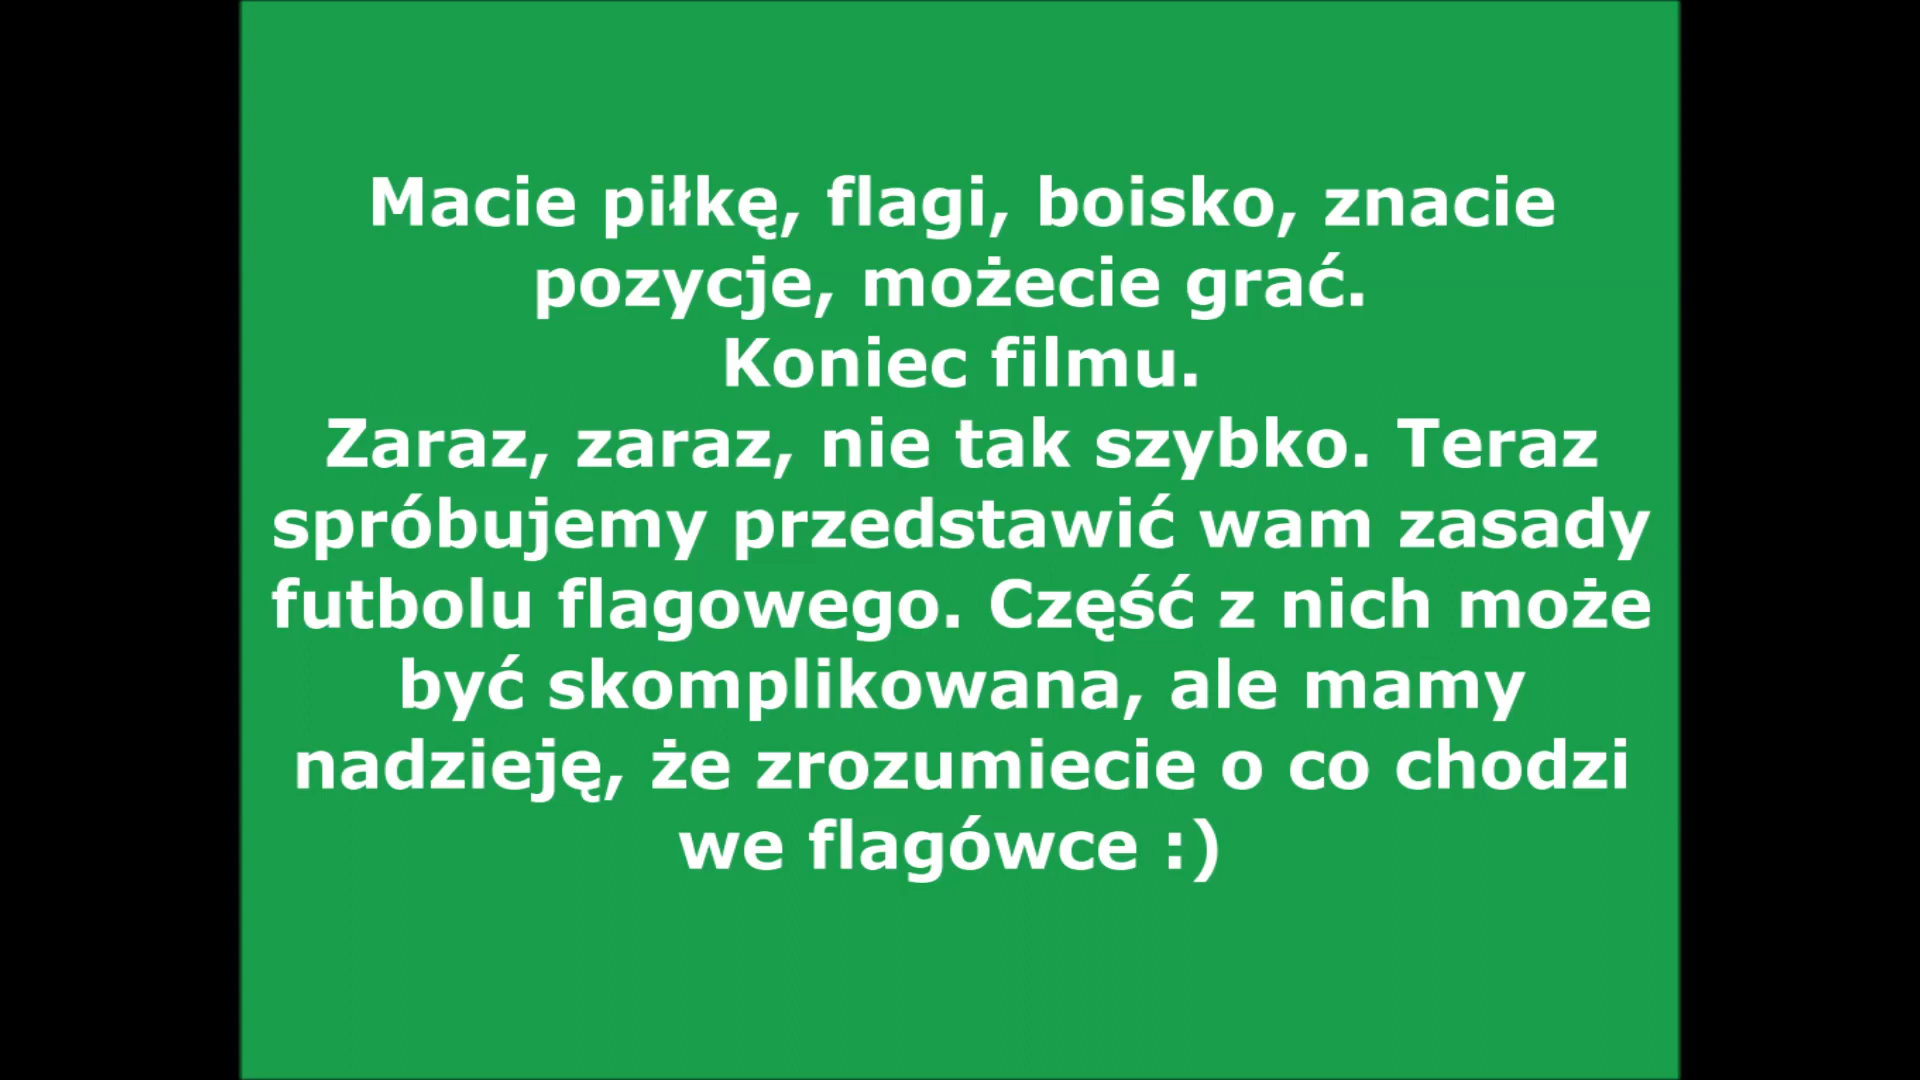 Macie piłkę, flagi, boisko, znacie
pozycje, możecie grać.
Koniec filmu.
Zaraz, zaraz, nie tak szybko. Teraz
spróbujemy przedstawić wam zasady
futbolu flagowego. Część z nich może
być skomplikowana, ale mamy
nadzieję, że zrozumiecie o co chodzi
we flagówce :)